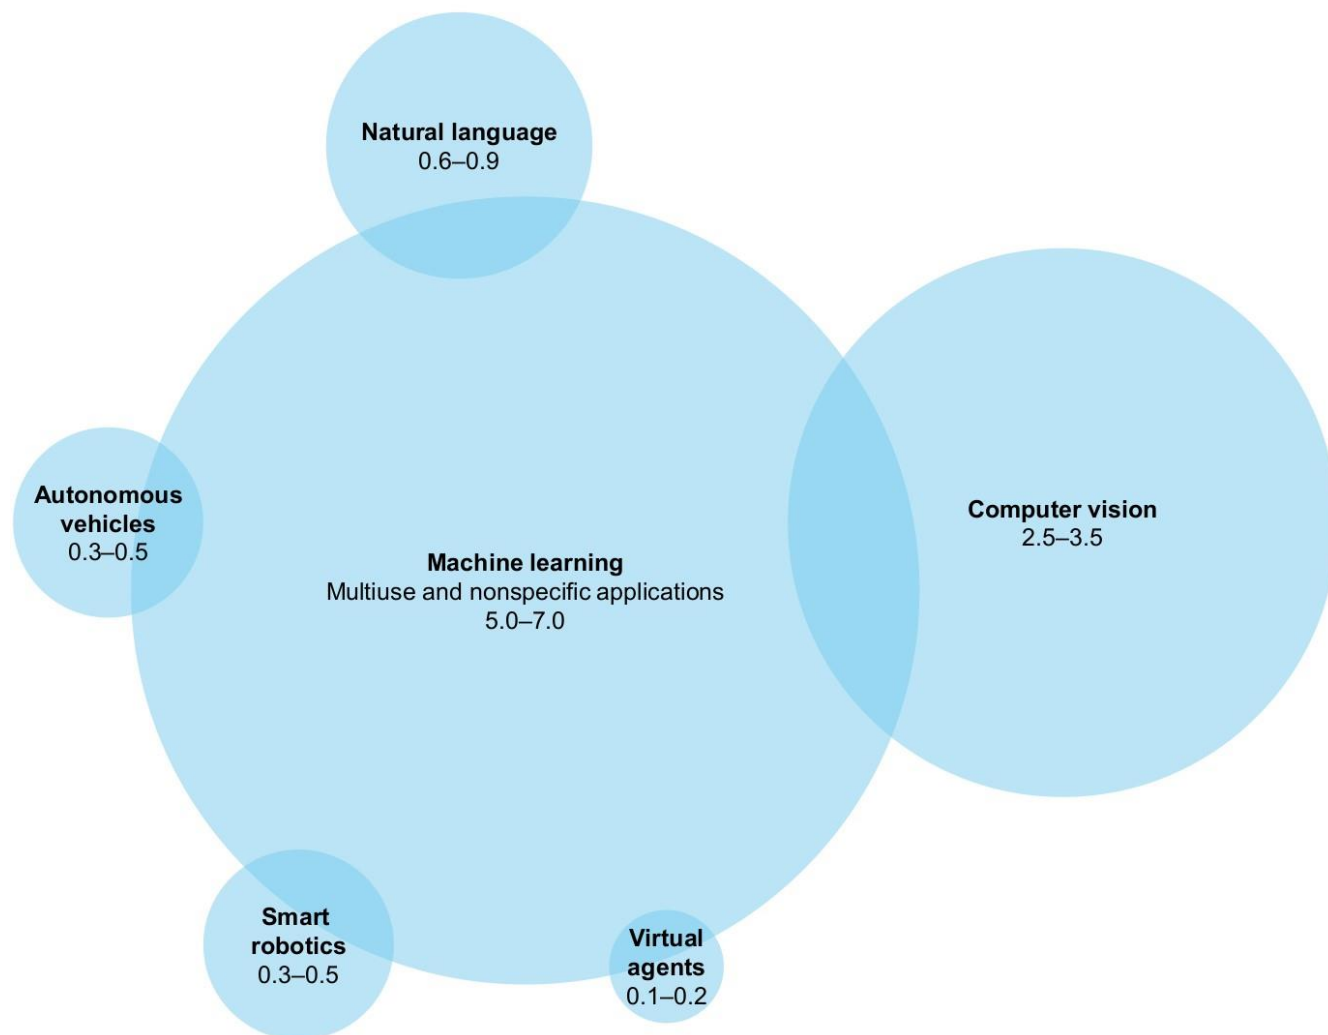 Natural language
0.6–0.9
Autonomous
vehicles
0.3–0.5
Machine learning
Multiuse and nonspecific applications
5.0–7.0
Computer vision
2.5–3.5
Smart
robotics
0.3–0.5
Virtual
agents
0.1–0.2